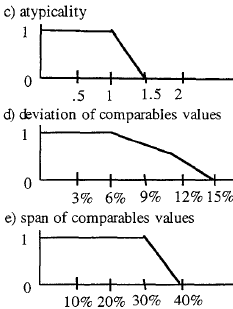 c) atypicality
1
0
.5 1 1.5 2
d) deviation of comparables values
1
0
3% 6% 9% 12% 15%
e) span of comparables values
1
0
10% 20% 30% 40%